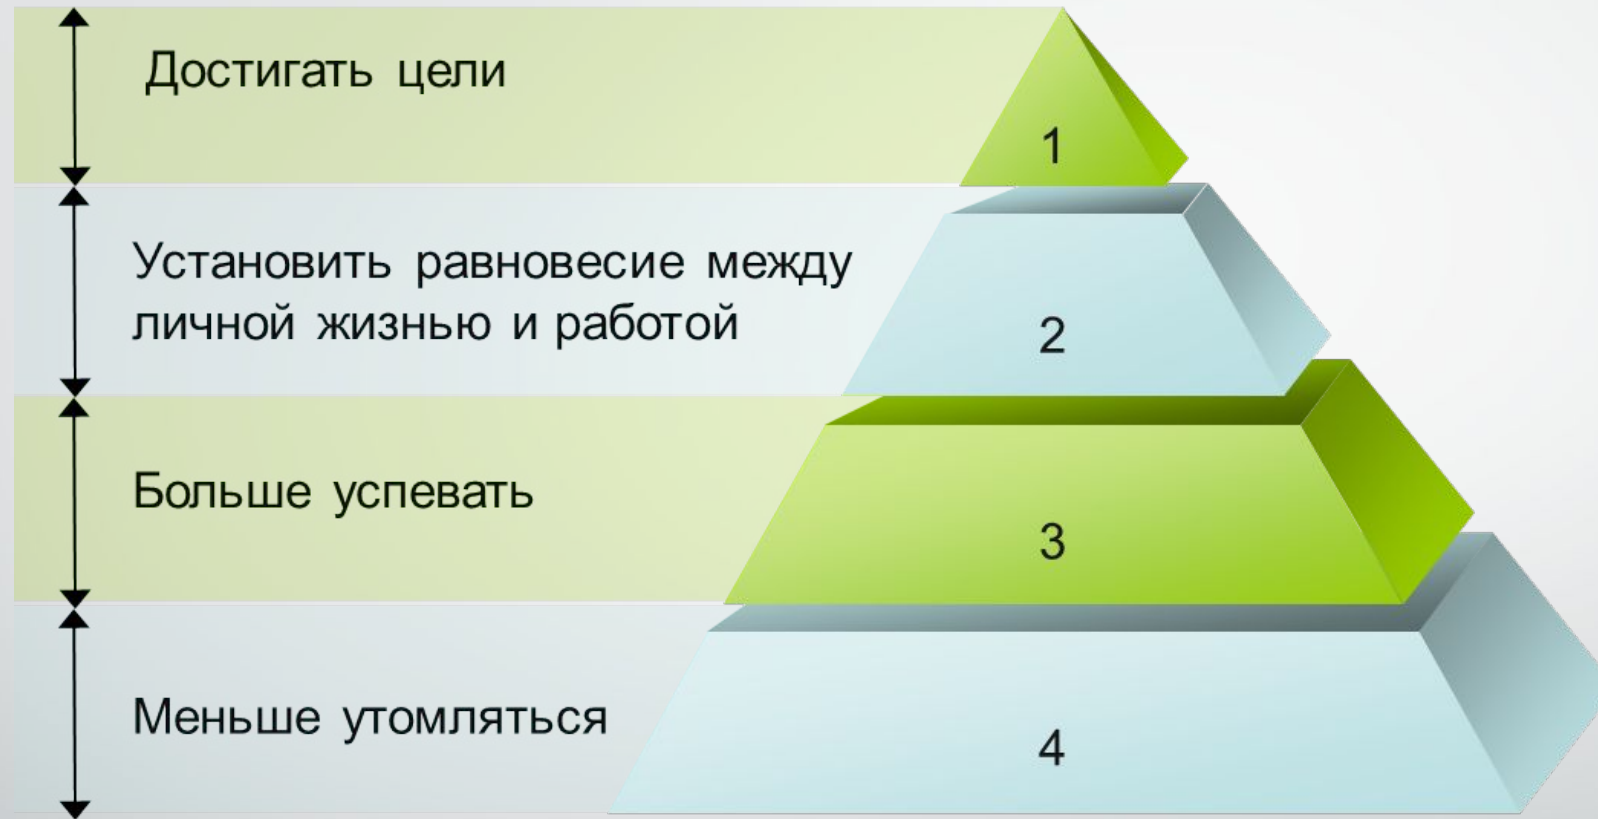 Достигать цели
1
Установить равновесие между
личной жизнью и работой
2
Больше успевать
3
Меньше утомляться
4